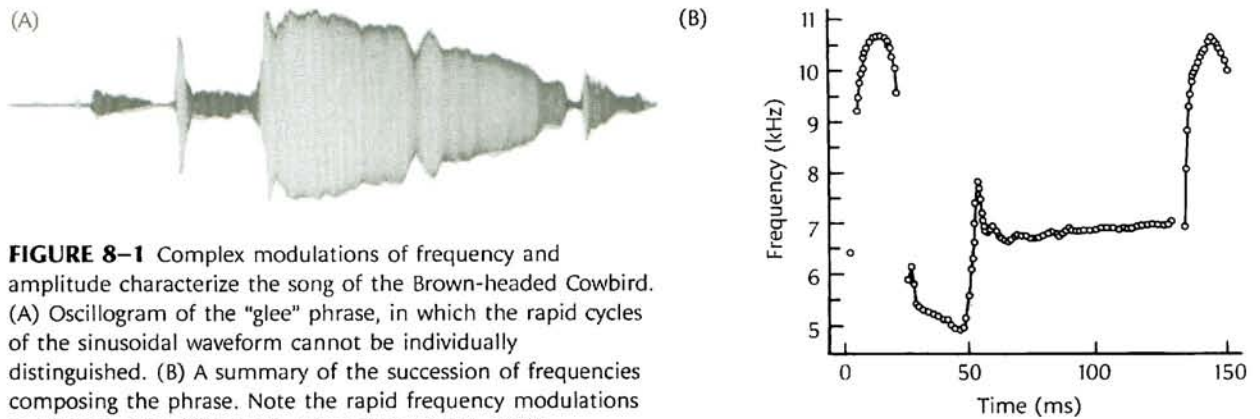 (A)
FIGURE 8–1 Complex modulations of frequency and
amplitude characterize the song of the Brown-headed Cowbird.
(A) Oscillogram of the "glee" phrase, in which the rapid cycles
of the sinusoidal waveform cannot be individually
distinguished. (B) A summary of the succession of frequencies
composing the phrase. Note the rapid frequency modulations
(B)
Frequency (kHz)
11
10
9
8
7
6
5
0 50 100 150
Time (ms)